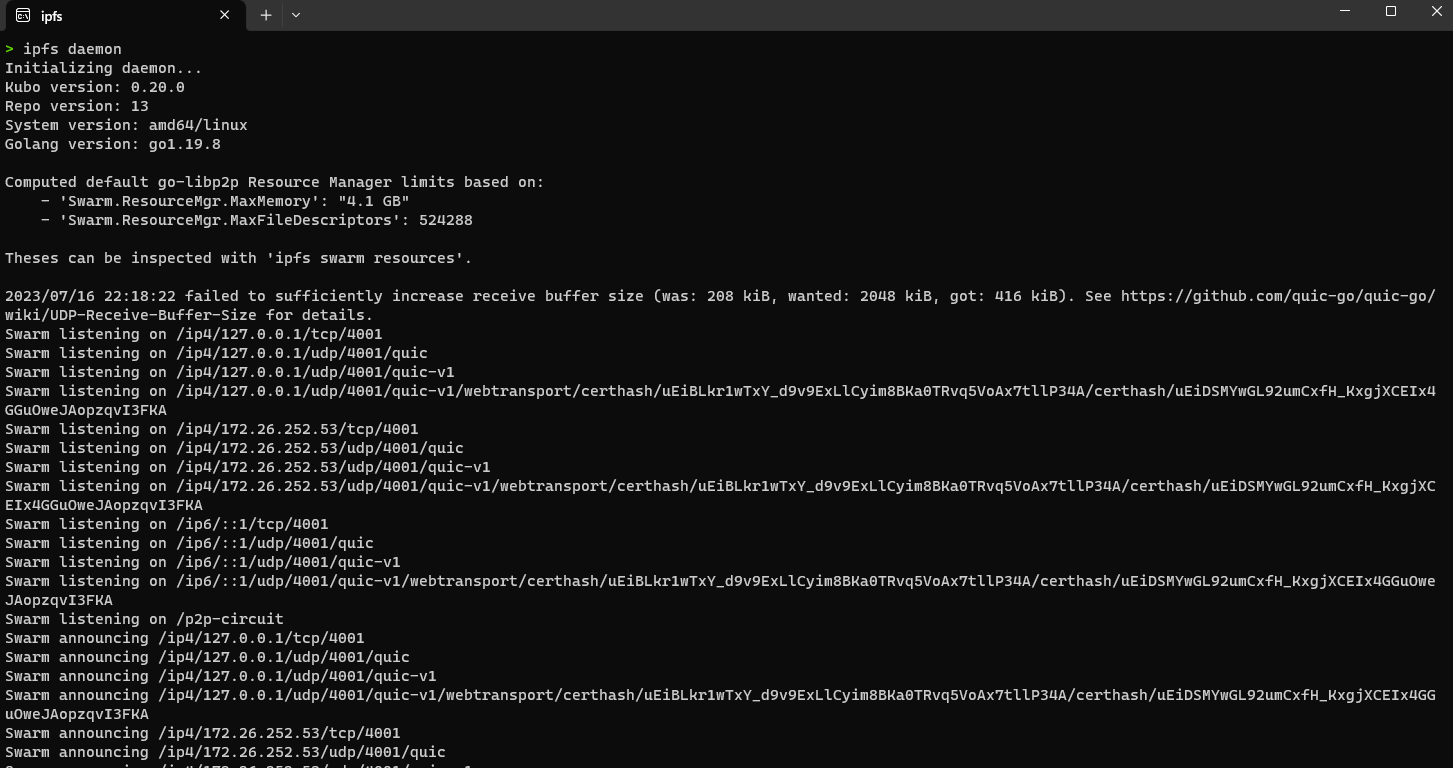 ipfs
> ipfs daemon
Initializing daemon...
Kubo version: 0.20.0
Repo version: 13
System version: amd64/linux
Golang version: go1.19.8
Computed default go-libp2p Resource Manager limits based on:
- 'Swarm.ResourceMgr.MaxMemory': "4.1 GB"
- 'Swarm.ResourceMgr.MaxFileDescriptors': 524288
Theses can be inspected with 'ipfs swarm resources'.
2023/07/16 22:18:22 failed to sufficiently increase receive buffer size (was: 208 kiB, wanted: 2048 kiB, got: 416 kiB). See https://github.com/quic-go/quic-go/
wiki/UDP-Receive-Buffer-Size for details.
Swarm listening on /ip4/127.0.0.1/tcp/4001
Swarm listening on /ip4/127.0.0.1/udp/4001/quic
Swarm listening on /ip4/127.0.0.1/udp/4001/quic-v1
Swarm listening on /ip4/127.0.0.1/udp/4001/quic-v1/webtransport/certhash/uEiBLkr1wTxY_d9v9ExLlCyim8BKa0TRvq5VoAx7tllP34A/certhash/uEiDSMYwGL92umCxfH_KxgjXCEIx4
GGuOweJAopzqvI3FKA
Swarm listening on /ip4/172.26.252.53/tcp/4001
Swarm listening on /ip4/172.26.252.53/udp/4001/quic
Swarm listening on /ip4/172.26.252.53/udp/4001/quic-v1
Swarm listening on /ip4/172.26.252.53/udp/4001/quic-v1/webtransport/certhash/uEiBLkr1wTxY_d9v9ExLlCyim8BKa0TRvq5VoAx7tllP34A/certhash/uEiDSMYwGL92umCxfH_KxgjXC
EIx4GGuOweJAopzqvI3FKA
Swarm listening on /ip6/::1/tcp/4001
Swarm listening on /ip6/::1/udp/4001/quic
Swarm listening on /ip6/::1/udp/4001/quic-v1
Swarm listening on /ip6/::1/udp/4001/quic-v1/webtransport/certhash/uEiBLkr1wTxY_d9v9ExLlCyim8BKa0TRvq5VoAx7tllP34A/certhash/uEiDSMYwGL92umCxfH_KxgjXCEIx4GGuOwe
JAopzqvI3FKA
Swarm listening on /p2p-circuit
Swarm announcing /ip4/127.0.0.1/tcp/4001
Swarm announcing /ip4/127.0.0.1/udp/4001/quic
Swarm announcing /ip4/127.0.0.1/udp/4001/quic-v1
Swarm announcing /ip4/127.0.0.1/udp/4001/quic-v1/webtransport/certhash/uEiBLkr1wTxY_d9v9ExLlCyim8BKa0TRvq5VoAx7tllP34A/certhash/uEiDSMYwGL92umCxfH_KxgjXCEIx4GG
uOweJAopzqvI3FKA
Swarm announcing /ip4/172.26.252.53/tcp/4001
Swarm announcing /ip4/172.26.252.53/udp/4001/quic